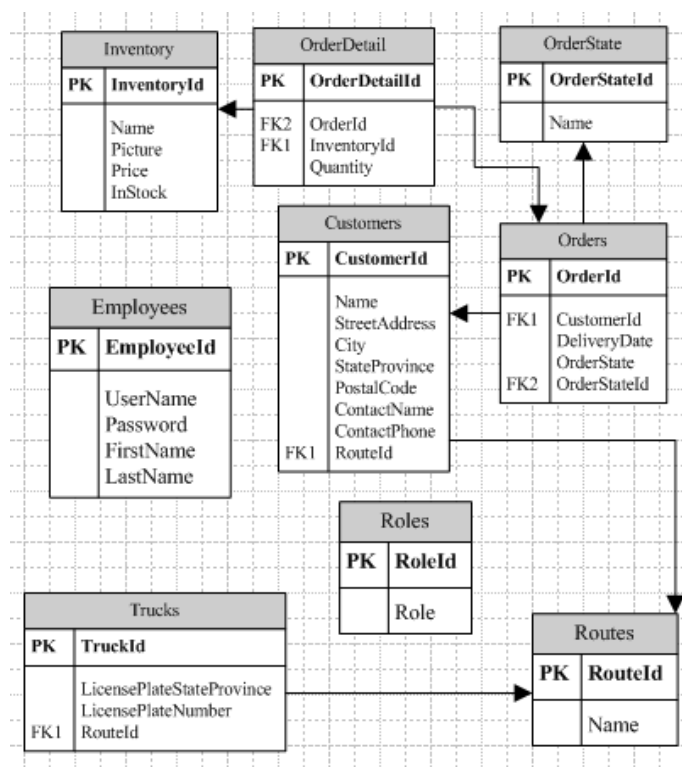 Inventory
PK InventoryId
Name
Picture
Price
InStock
OrderDetail
PK OrderDetailId
FK2 OrderId
FK1 InventoryId
Quantity
OrderState
PK OrderStateId
Name
Customers
PK CustomerId
Name
StreetAddress
City
StateProvince
PostalCode
ContactName
ContactPhone
FK1 RouteId
Orders
PK OrderId
FK1 CustomerId
DeliveryDate
OrderState
FK2 OrderStateId
Employees
PK EmployeeId
UserName
Password
FirstName
LastName
Roles
PK RoleId
Role
Trucks
PK TruckId
LicensePlateStateProvince
LicensePlateNumber
FK1 RouteId
Routes
PK RouteId
Name